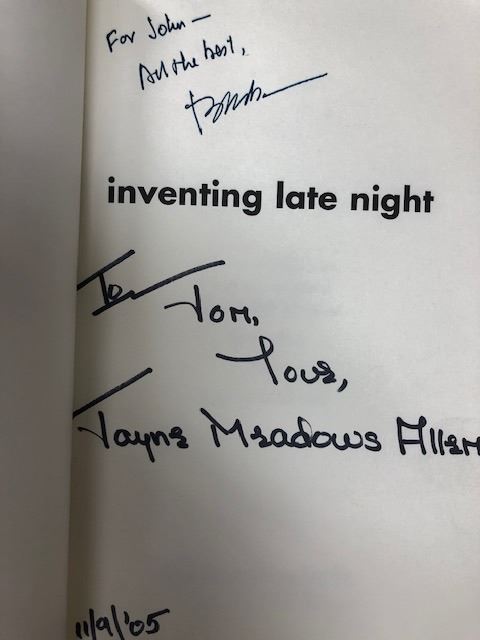 For John —
All the best,
inventing late night
To Tom,
Love,
Jayne Meadows Allen
11/9/'05